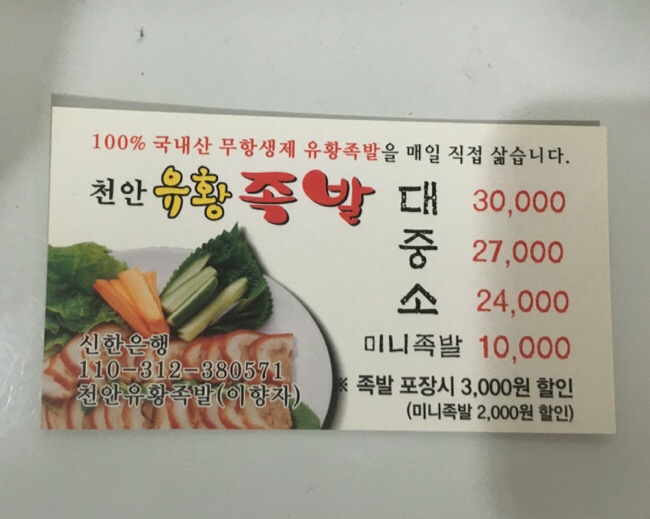 100% 국내산 무항생제 유황족발을 매일 직접 삶습니다.
천안 유황 족발
대 30,000
중 27,000
소 24,000
미니족발 10,000
신한은행
110-312-380571
천안유황족발(이향자)
※ 족발 포장시 3,000원 할인
(미니족발 2,000원 할인)